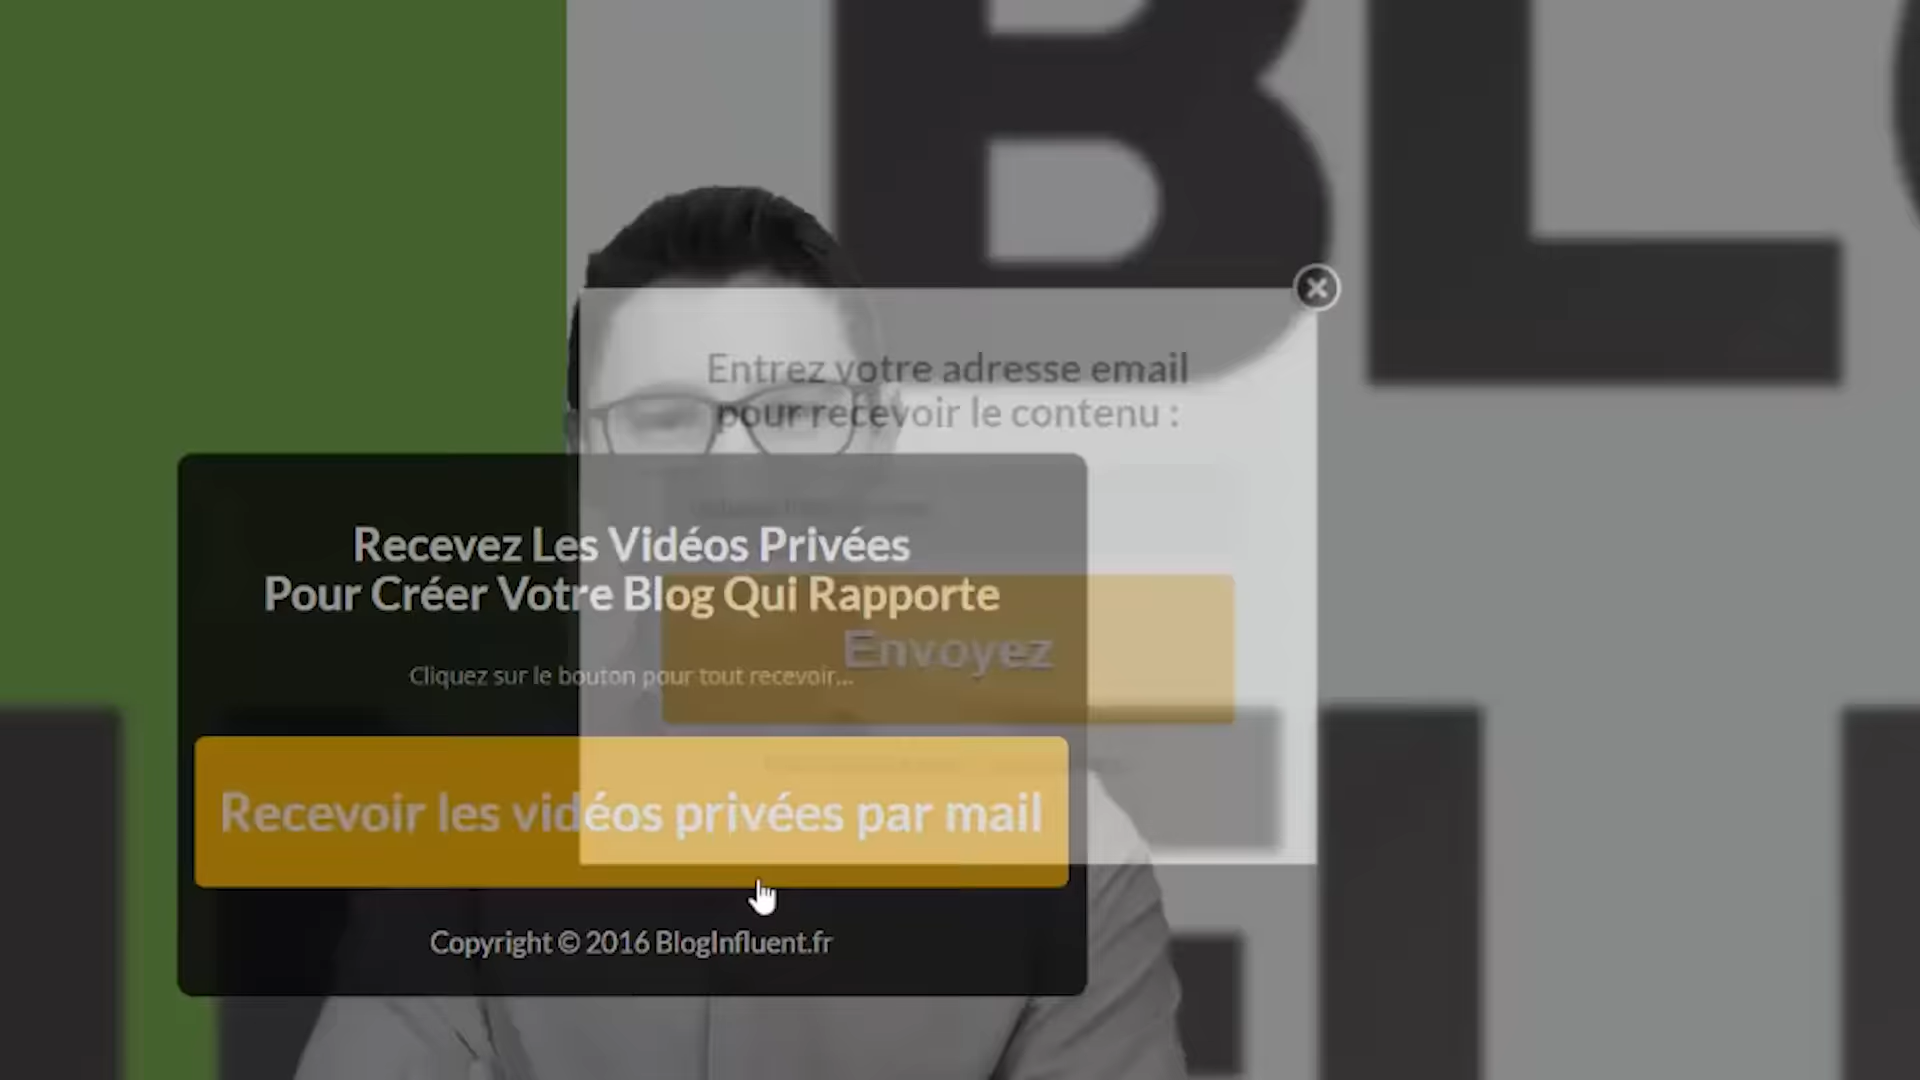 BLO
Entrez votre adresse email
pour recevoir le contenu :
Recevez Les Vidéos Privées
Pour Créer Votre Blog Qui Rapporte
Envoyez
Cliquez sur le bouton pour tout recevoir...
Recevoir les vidéos privées par mail
Copyright © 2016 BlogInfluent.fr